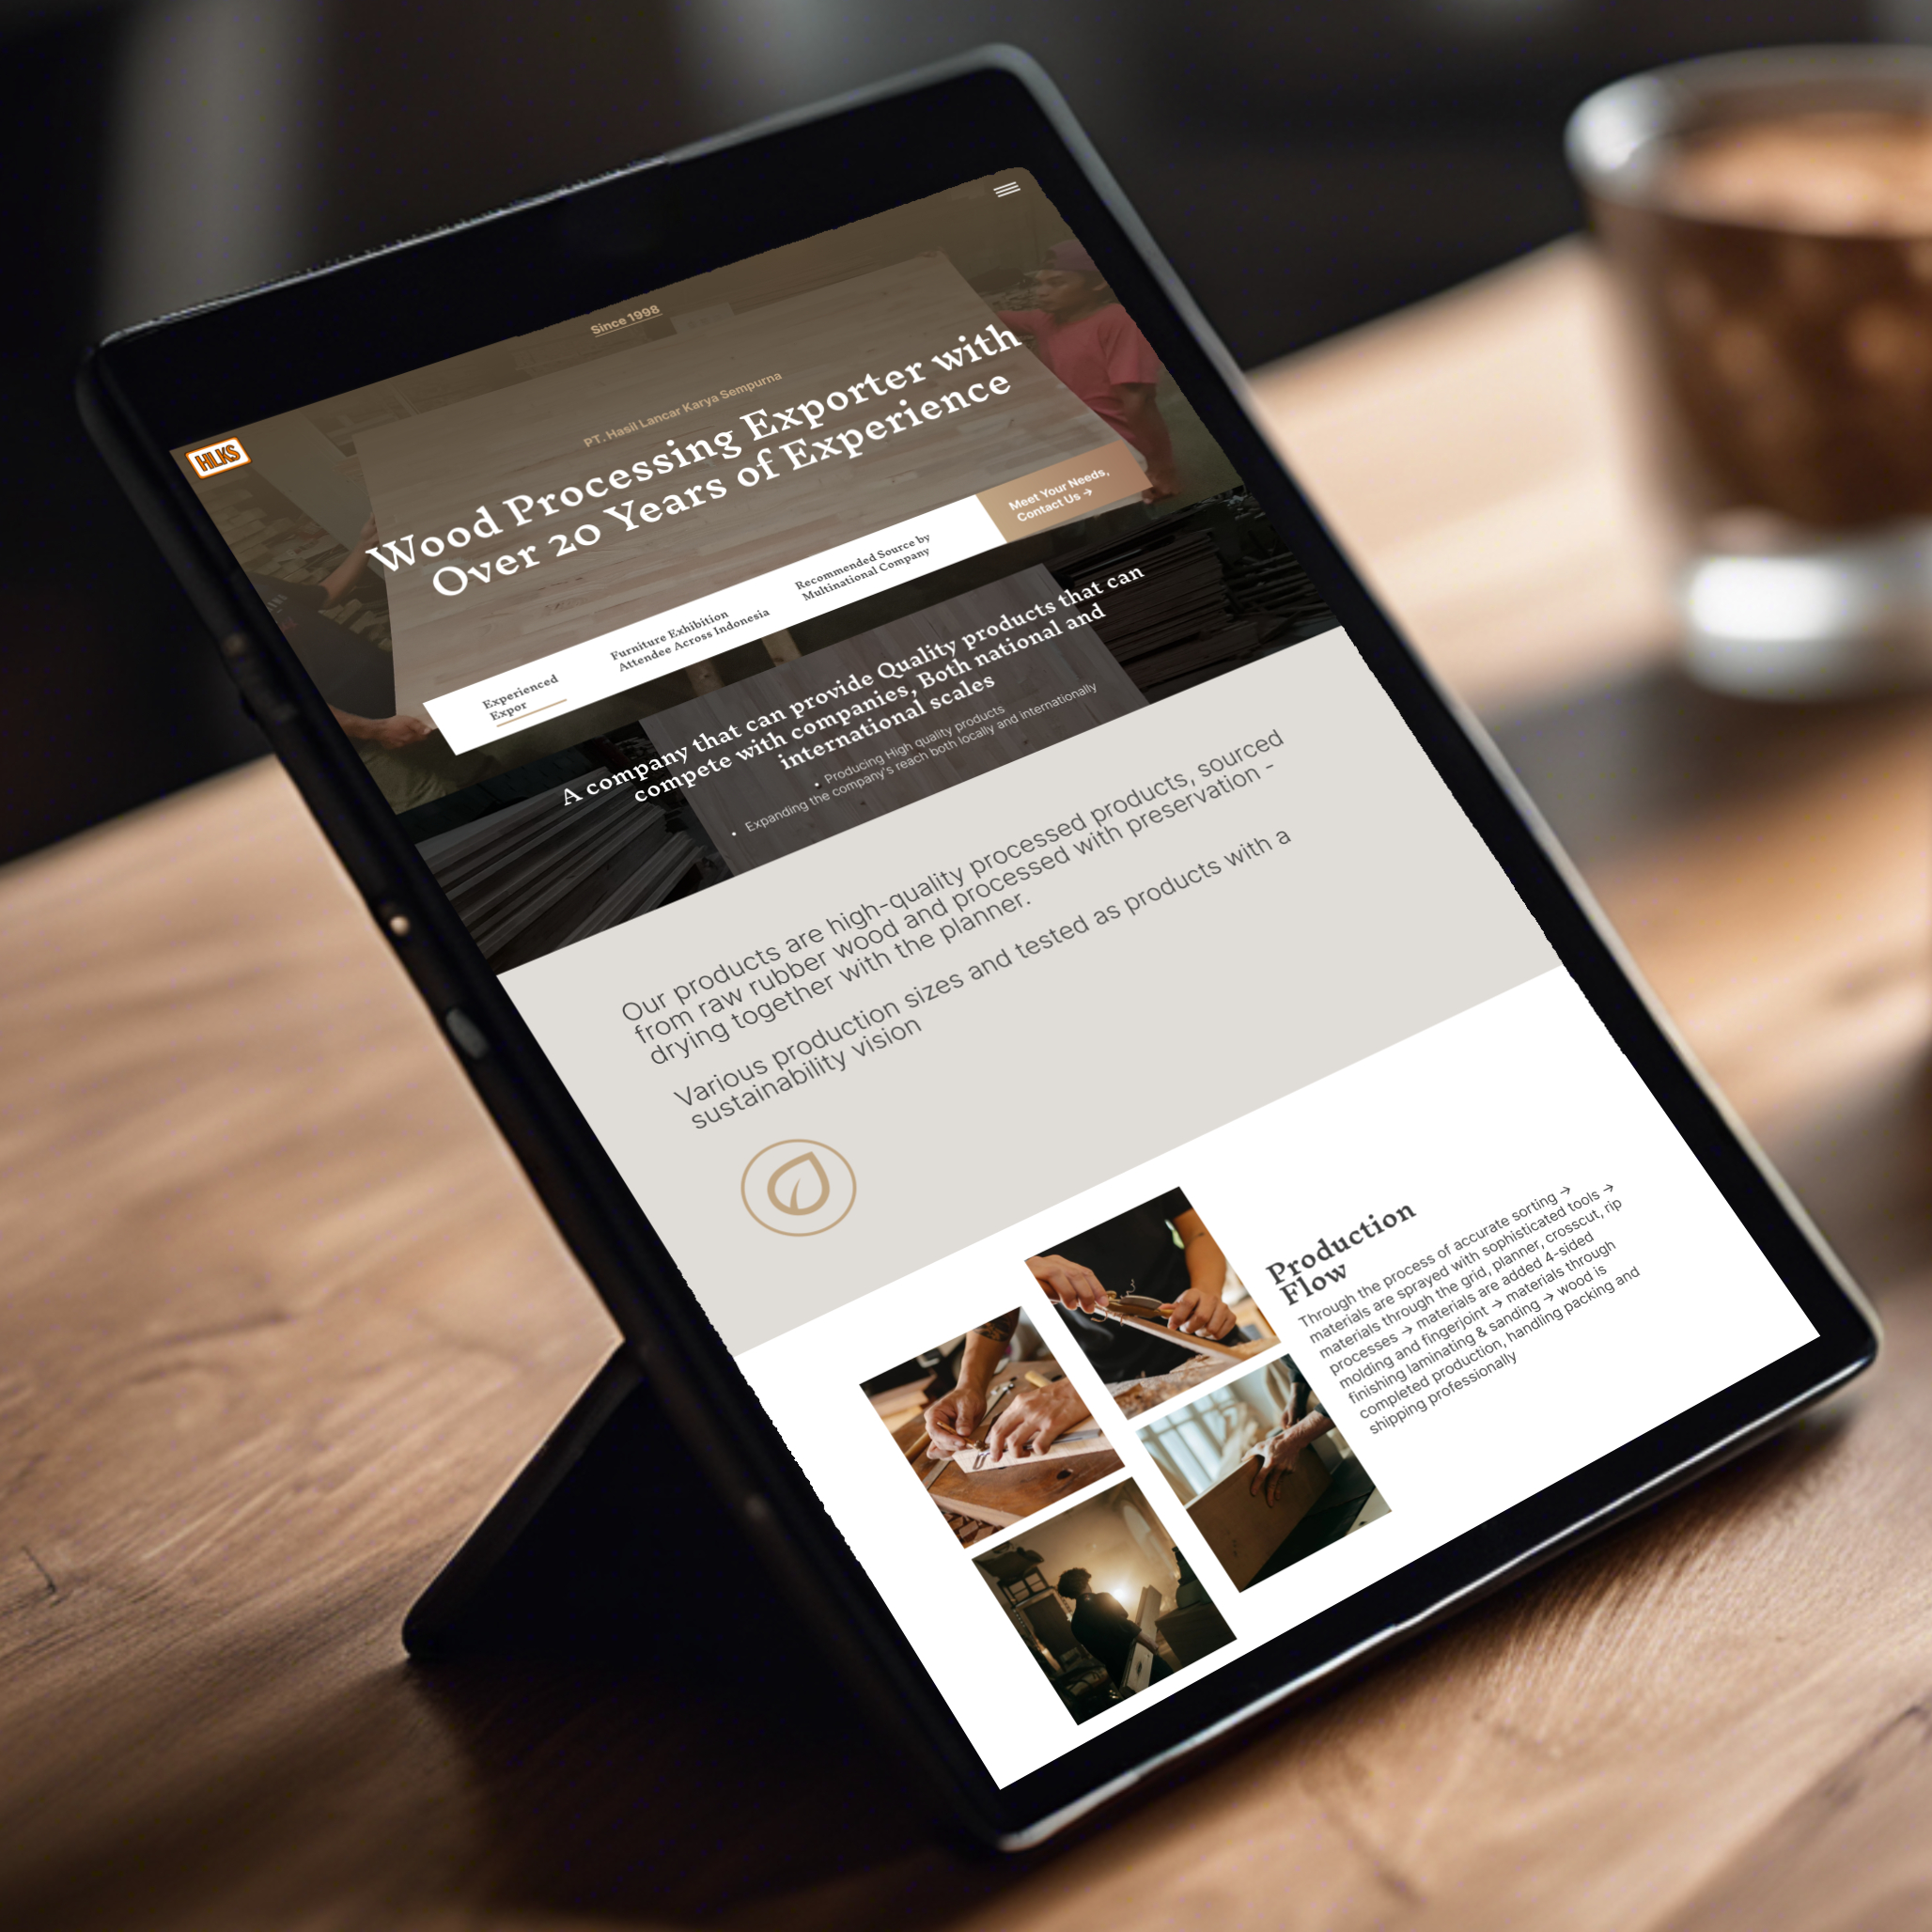 Since 1998
HLKS
PT. Hasil Lancar Karya Sempurna
Wood Processing Exporter with
Over 20 Years of Experience
Experienced
Expor
Furniture Exhibition
Attendee Across Indonesia
Recommended Source by
Multinational Company
Meet Your Needs,
Contact Us →
A company that can provide Quality products that can
compete with companies, Both national and
international scales
• Producing High quality products
• Expanding the company's reach both locally and internationally
Our products are high-quality processed products, sourced
from raw rubber wood and processed with preservation -
drying together with the planner.
Various production sizes and tested as products with a
sustainability vision
Production
Flow
Through the process of accurate sorting →
materials are sprayed with sophisticated tools →
materials through the grid, planner, crosscut, rip
processes → materials are added 4-sided
molding and fingerjoint → materials through
finishing laminating & sanding → wood is
completed production, handling packing and
shipping professionally